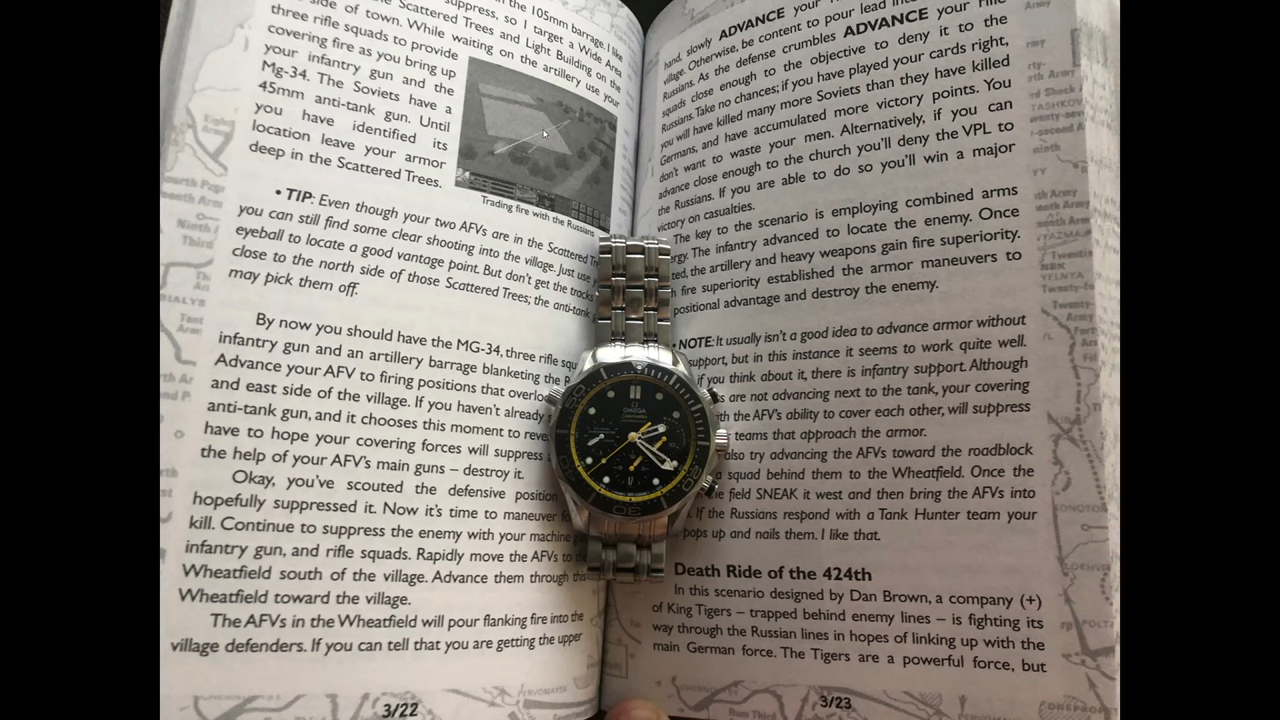 in the 105mm barrage. I like
suppress, so I target a Wide Area
side of town. Scattered Trees and Light Building on the
three rifle squads to provide While waiting on the artillery use your
covering fire as you bring up
your infantry gun and the
Mg-34. The Soviets have a
45mm anti-tank gun. Until
you have identified its
location leave your armor
deep in the Scattered Trees.
Trading fire with the Russians
• TIP: Even though your two AFVs are in the Scattered
you can still find some clear shooting into the village. Just use
eyeball to locate a good vantage point. But don't get the tracks
close to the north side of those Scattered Trees; the anti-tank
may pick them off.
By now you should have the MG-34, three rifle
infantry gun and an artillery barrage blanketing the
Advance your AFV to firing positions that
and east side of the village. If you haven't already
anti-tank gun, and it chooses this moment to
have to hope your covering forces will suppress
the help of your AFV's main guns – destroy it.
Okay, you've scouted the defensive position
hopefully suppressed it. Now it's time to maneuver
kill. Continue to suppress the enemy with your machine
infantry gun, and rifle squads. Rapidly move the AFVs to
Wheatfield south of the village. Advance them through this
Wheatfield toward the village.
The AFVs in the Wheatfield will pour flanking fire into the
village defenders. If you can tell that you are getting the upper
3/22
hand, slowly ADVANCE your
village. Otherwise, be content to pour lead into
Russians. As the defense crumbles ADVANCE your
squads close enough to the objective to deny it to the
Russians. Take no chances; if you have played your cards right,
you will have killed many more Soviets than they have killed
Germans, and have accumulated more victory points. You
don't want to waste your men. Alternatively, if you can
advance close enough to the church you'll deny the VPL to
the Russians. If you are able to do so you'll win a major
victory on casualties.
The key to the scenario is employing combined arms
The infantry advanced to locate the enemy. Once
the artillery and heavy weapons gain fire superiority.
fire superiority established the armor maneuvers to
positional advantage and destroy the enemy.
• NOTE: It usually isn't a good idea to advance armor without
support, but in this instance it seems to work quite well.
if you think about it, there is infantry support. Although
are not advancing next to the tank, your covering
the AFV's ability to cover each other, will suppress
teams that approach the armor.
also try advancing the AFVs toward the roadblock
a squad behind them to the Wheatfield. Once the
field SNEAK it west and then bring the AFVs into
If the Russians respond with a Tank Hunter team your
pops up and nails them. I like that.
Death Ride of the 424th
In this scenario designed by Dan Brown, a company (+)
of King Tigers – trapped behind enemy lines – is fighting its
way through the Russian lines in hopes of linking up with the
main German force. The Tigers are a powerful force, but
3/23
OMEGA
Seamaster